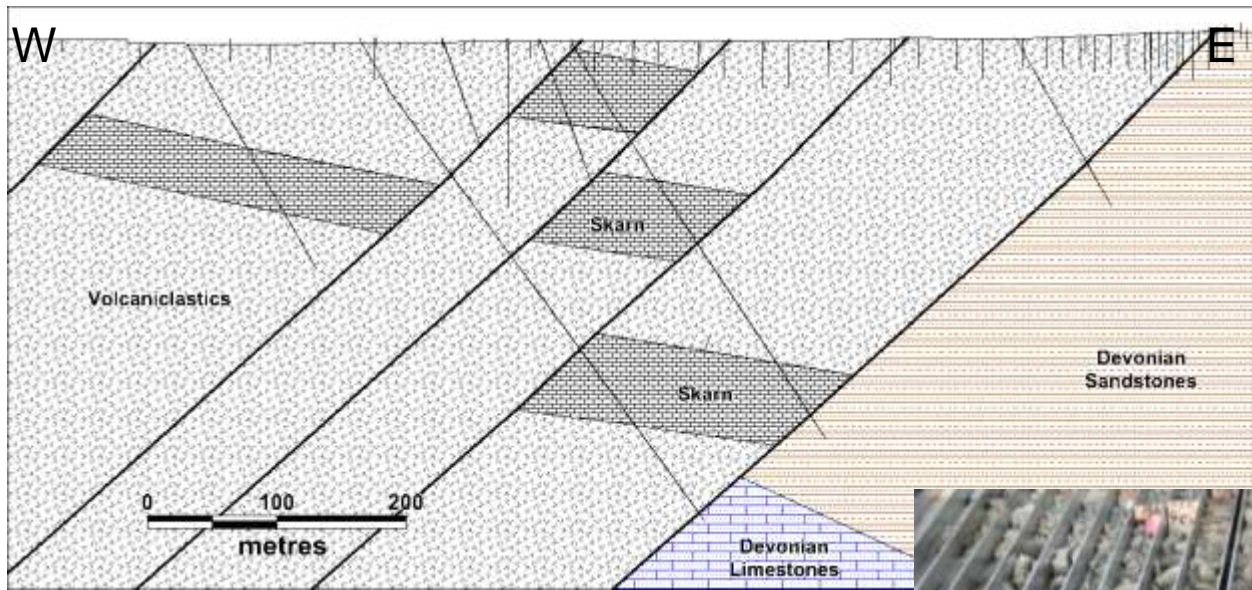 W
E
Skarn
Volcaniclastics
Devonian
Sandstones
Skarn
0 100 200
metres
Devonian
Limestones